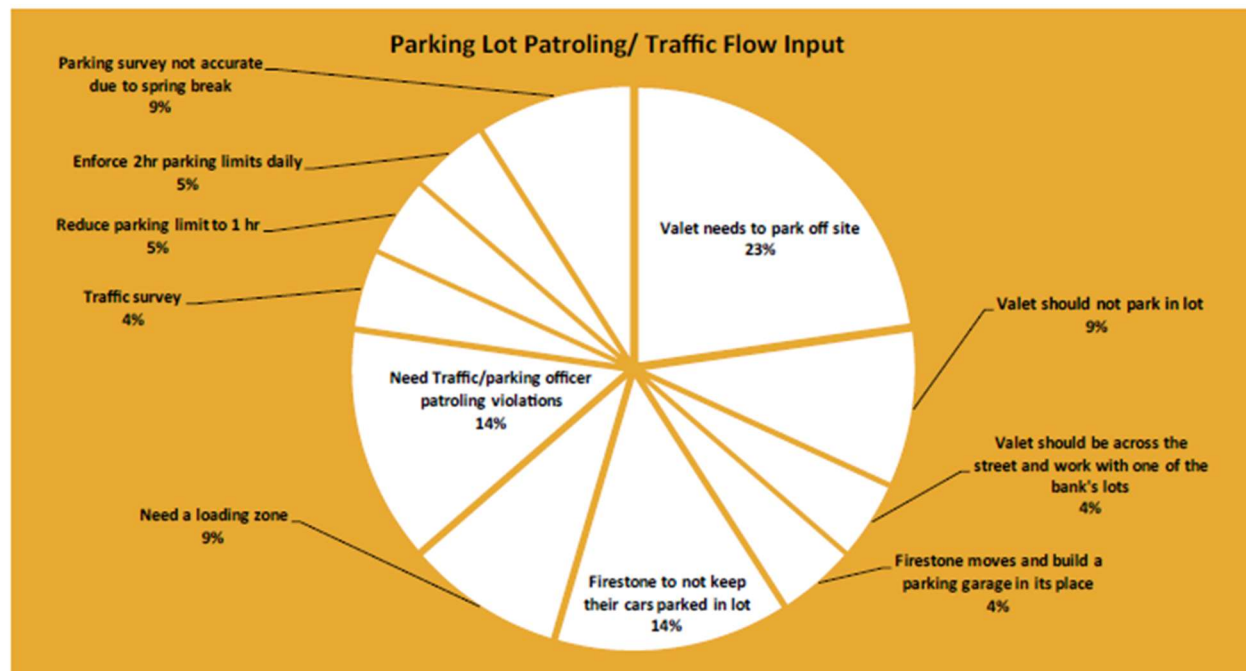 Parking Lot Patroling/ Traffic Flow Input
Parking survey not accurate
due to spring break
9%
Enforce 2hr parking limits daily
5%
Reduce parking limit to 1 hr
5%
Traffic survey
4%
Need Traffic/parking officer
patroling violations
14%
Need a loading zone
9%
Valet needs to park off site
23%
Valet should not park in lot
9%
Valet should be across the
street and work with one of the
bank's lots
4%
Firestone moves and build a
parking garage in its place
4%
Firestone to not keep
their cars parked in lot
14%